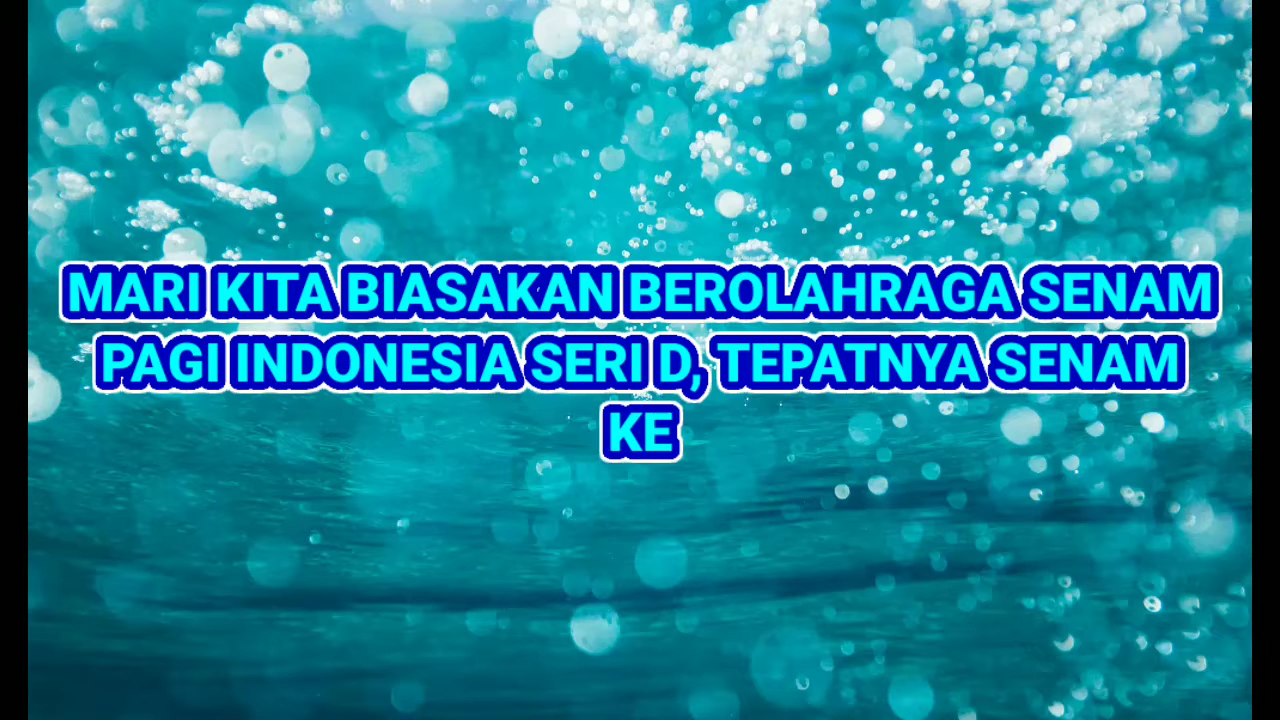 MARI KITA BIASAKAN BEROLAHRAGA SENAM
PAGI INDONESIA SERI D, TEPATNYA SENAM
KE